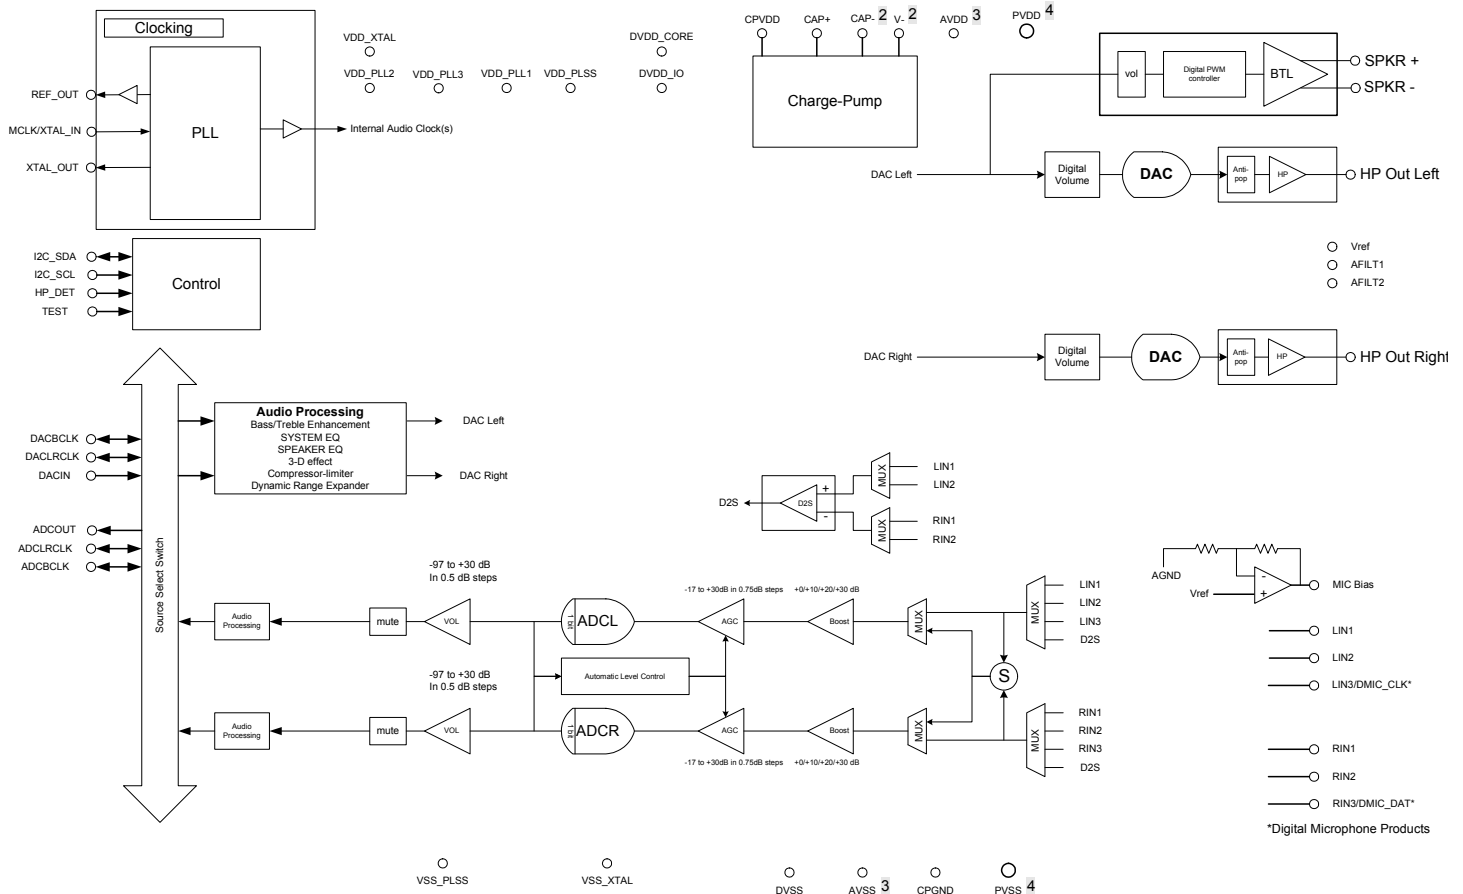 Clocking
PLL
REF_OUT
MCLK/XTAL_IN
XTAL_OUT
Internal Audio Clock(s)
VDD_XTAL
DVDD_CORE
VDD_PLL2
VDD_PLL3
VDD_PLL1
VDD_PLSS
DVDD_IO
CPVDD
CAP+
CAP- 2
V- 2
AVDD 3
PVDD 4
Charge-Pump
vol
Digital PWM
controller
BTL
SPKR +
SPKR -
DAC Left
Digital
Volume
DAC
Anti-
pop
HP
HP Out Left
Vref
AFILT1
AFILT2
I2C_SDA
I2C_SCL
HP_DET
TEST
Control
DAC Right
Digital
Volume
DAC
Anti-
pop
HP
HP Out Right
Source Select Switch
Audio Processing
Bass/Treble Enhancement
SYSTEM EQ
SPEAKER EQ
3-D effect
Compressor-limiter
Dynamic Range Expander
DAC Left
DAC Right
DACBCLK
DACLRCLK
DACIN
ADCOUT
ADCLRCLK
ADCBCLK
D2S
D2S
+
-
MUX
LIN1
LIN2
MUX
RIN1
RIN2
AGND
Vref
-
+
MIC Bias
-97 to +30 dB
In 0.5 dB steps
-17 to +30dB in 0.75dB steps
+0/+10/+20/+30 dB
Audio
Processing
mute
VOL
1 bit
ADCL
AGC
Boost
MUX
MUX
LIN1
LIN2
LIN3
D2S
Automatic Level Control
S
-97 to +30 dB
In 0.5 dB steps
Audio
Processing
mute
VOL
1 bit
ADCR
AGC
Boost
MUX
MUX
RIN1
RIN2
RIN3
D2S
-17 to +30dB in 0.75dB steps
+0/+10/+20/+30 dB
LIN1
LIN2
LIN3/DMIC_CLK*
RIN1
RIN2
RIN3/DMIC_DAT*
*Digital Microphone Products
VSS_PLSS
VSS_XTAL
DVSS
AVSS 3
CPGND
PVSS 4